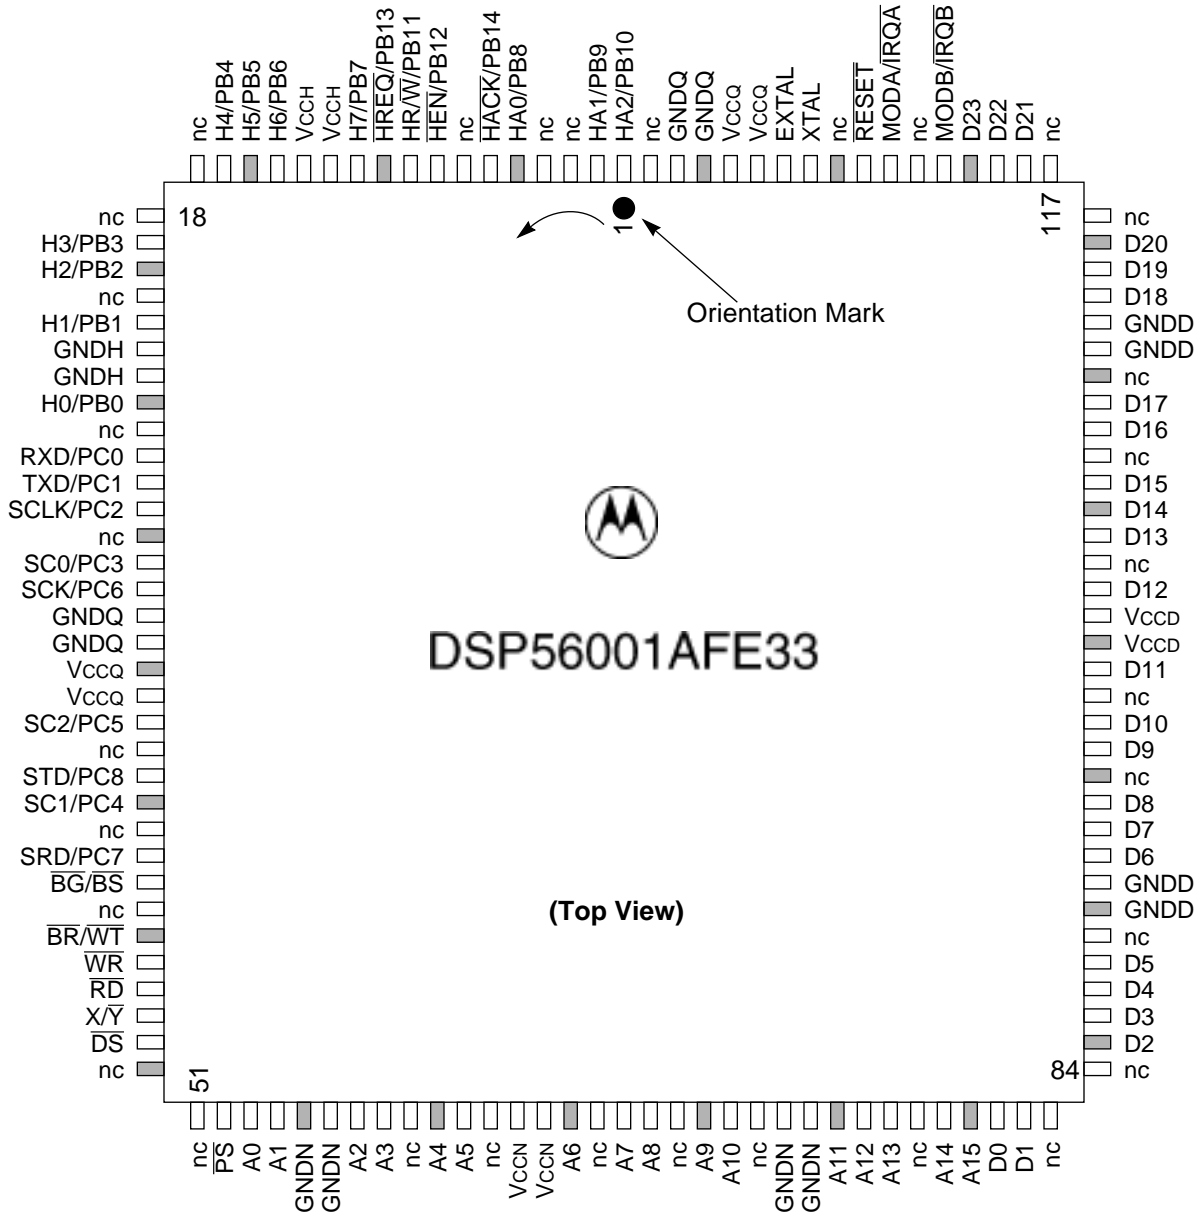 nc
H4/PB4
H5/PB5
H6/PB6
VCCH
VCCH
H7/PB7
HREQ/PB13
HR/W/PB11
HEN/PB12
nc
HACK/PB14
HA0/PB8
nc
nc
HA1/PB9
HA2/PB10
nc
GNDQ
GNDQ
VCCQ
VCCQ
EXTAL
XTAL
nc
RESET
MODA/IRQA
nc
MODB/IRQB
D23
D22
D21
nc
18
1
117
Orientation Mark
nc
H3/PB3
H2/PB2
nc
H1/PB1
GNDH
GNDH
H0/PB0
nc
RXD/PC0
TXD/PC1
SCLK/PC2
nc
SC0/PC3
SCK/PC6
GNDQ
GNDQ
VCCQ
VCCQ
SC2/PC5
nc
STD/PC8
SC1/PC4
nc
SRD/PC7
BG/BS
nc
BR/WT
WR
RD
X/Y
DS
nc
DSP56001AFE33
(Top View)
nc
D20
D19
D18
GNDD
GNDD
nc
D17
D16
nc
D15
D14
D13
nc
D12
VCCD
VCCD
D11
nc
D10
D9
nc
D8
D7
D6
GNDD
GNDD
nc
D5
D4
D3
D2
nc
51
84
nc
PS
A0
A1
GNDN
GNDN
A2
A3
nc
A4
A5
nc
VCCN
VCCN
A6
nc
A7
A8
nc
A9
A10
nc
GNDN
GNDN
A11
A12
A13
nc
A14
A15
D0
D1
nc